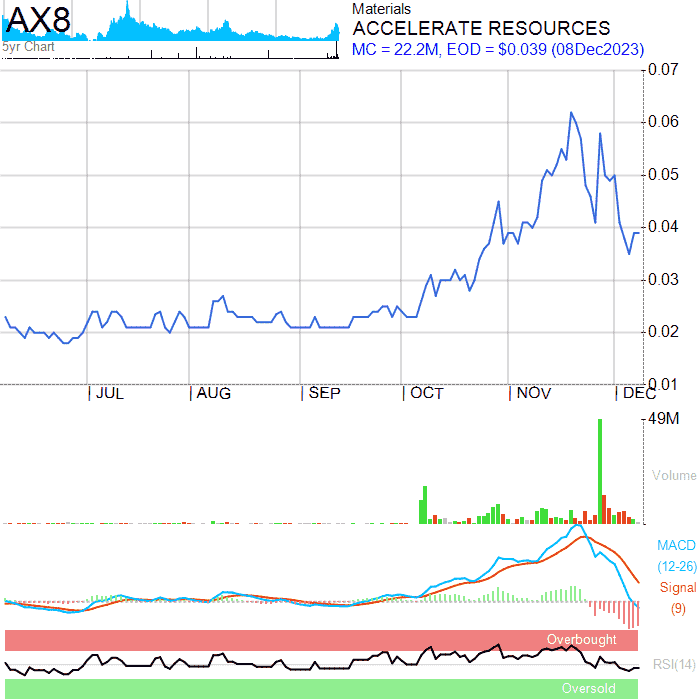 AX8
5yr Chart
Materials
ACCELERATE RESOURCES
MC = 22.2M, EOD = $0.039 (08Dec2023)
0.07
0.06
0.05
0.04
0.03
0.02
0.01
JUL AUG SEP OCT NOV DEC
49M
Volume
MACD
(12-26)
Signal
(9)
Overbought
RSI(14)
Oversold